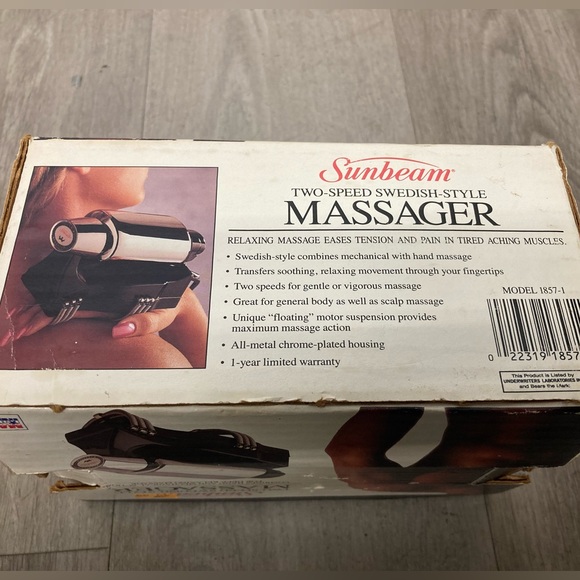 Sunbeam
TWO-SPEED SWEDISH-STYLE
MASSAGER
RELAXING MASSAGE EASES TENSION AND PAIN IN TIRED ACHING MUSCLES.
• Swedish-style combines mechanical with hand massage
• Transfers soothing, relaxing movement through your fingertips
• Two speeds for gentle or vigorous massage
• Great for general body as well as scalp massage
• Unique "floating" motor suspension provides
maximum massage action
• All-metal chrome-plated housing
• 1-year limited warranty
MODEL 1857-1
0 22319 1857
This Product is Listed by
UNDERWRITERS LABORATORIES
and Bears the Mark.
MASSAGER